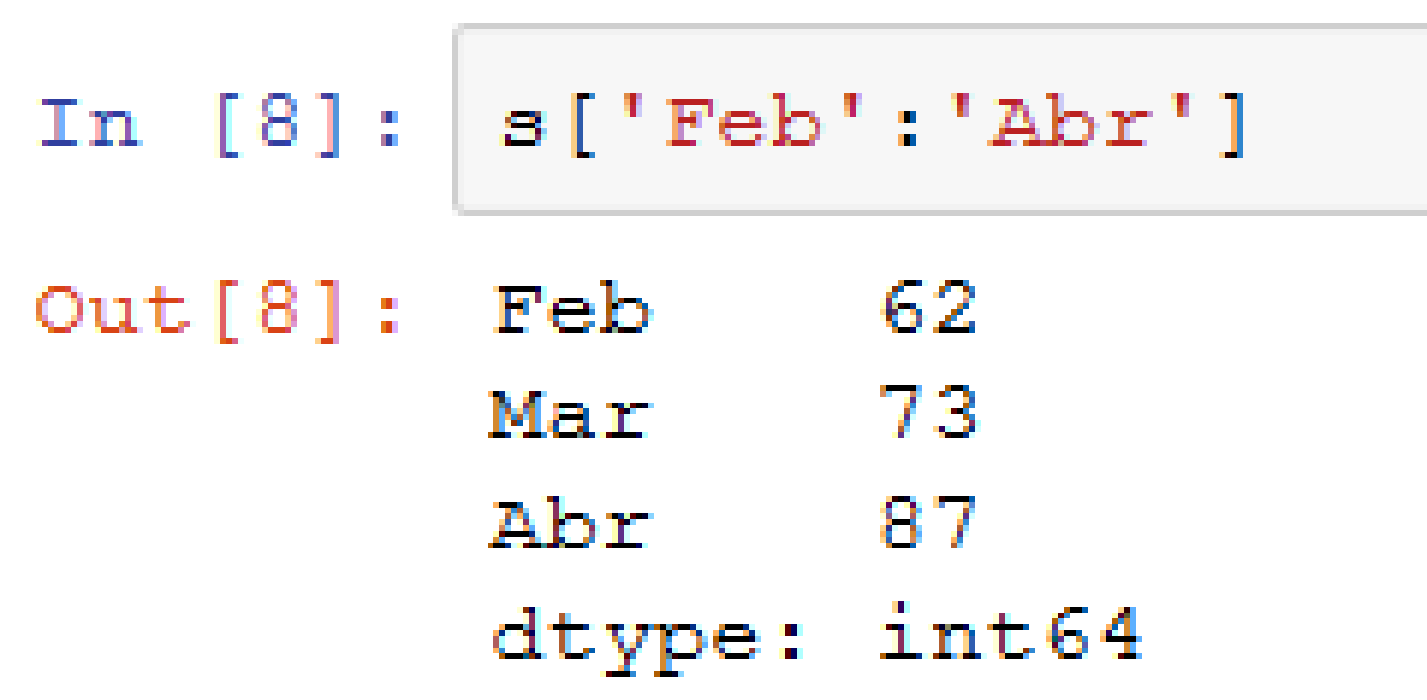 In [8]: s['Feb':'Abr']
Out[8]: Feb 62
Mar 73
Abr 87
dtype: int64